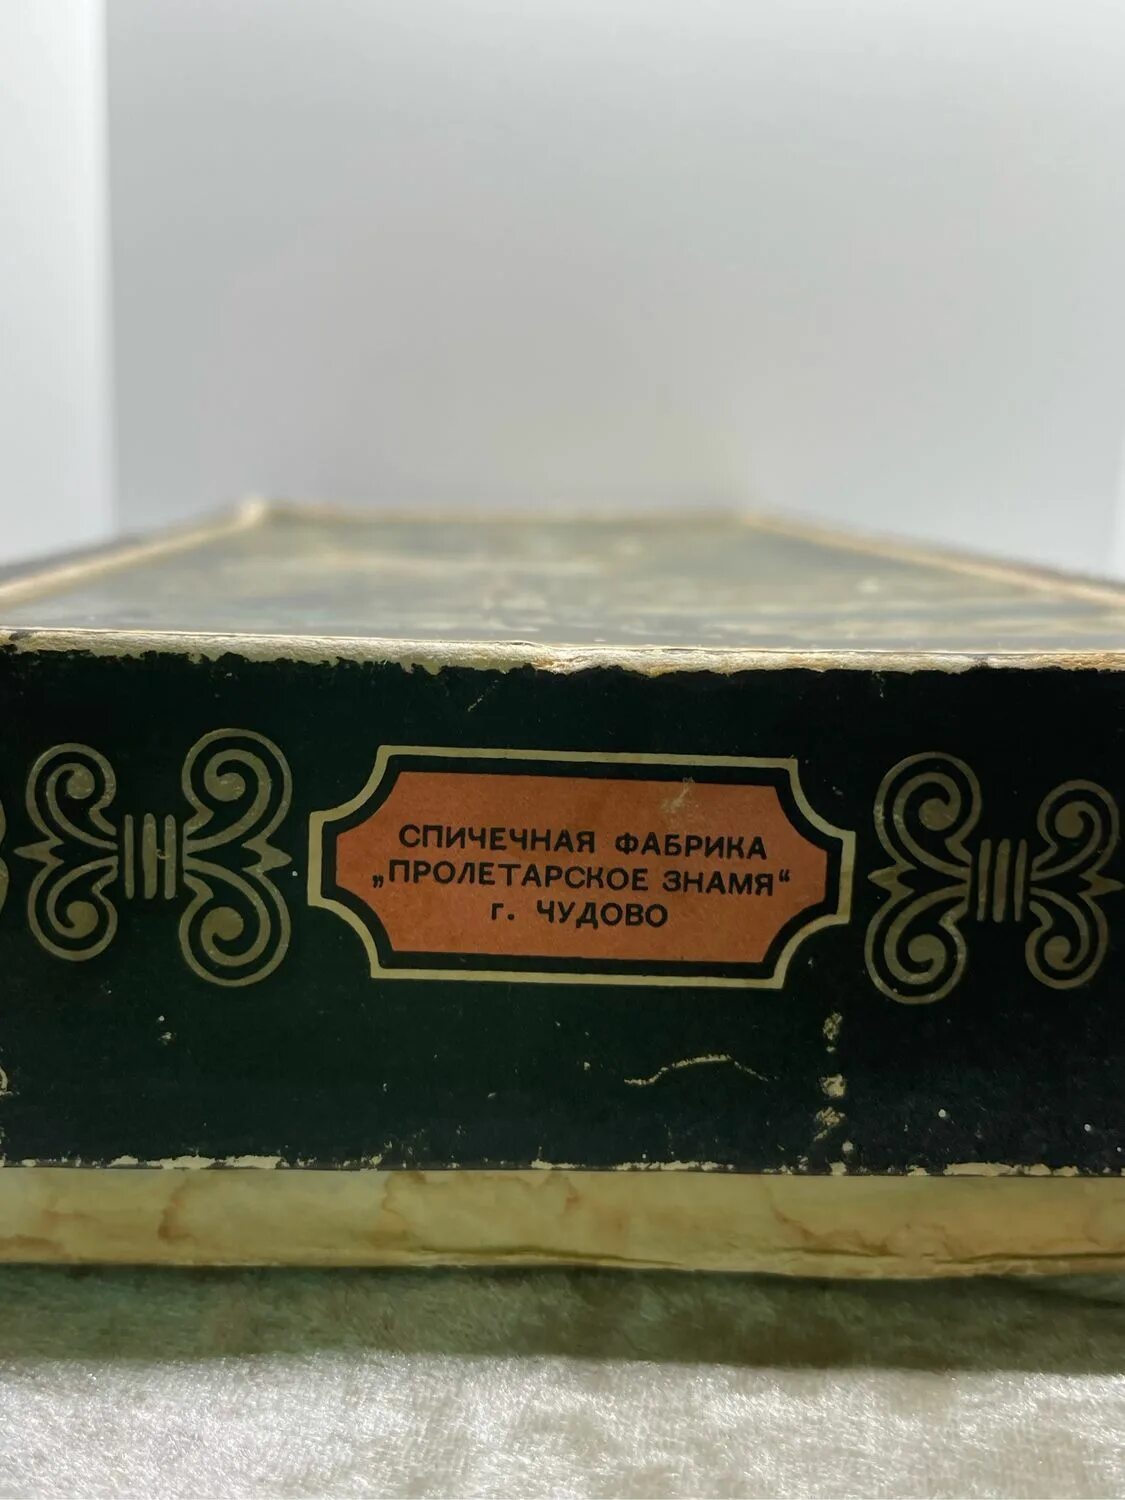 СПИЧЕЧНАЯ ФАБРИКА
„ПРОЛЕТАРСКОЕ ЗНАМЯ“
г. ЧУДОВО